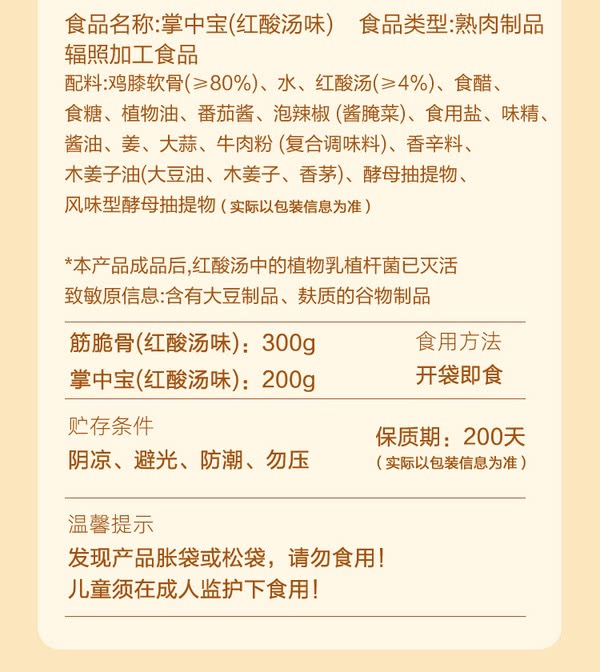 食品名称:掌中宝(红酸汤味) 食品类型:熟肉制品
辐照加工食品
配料:鸡膝软骨(≥80%)、水、红酸汤(≥4%)、食醋、
食糖、植物油、番茄酱、泡辣椒 (酱腌菜)、食用盐、味精、
酱油、姜、大蒜、牛肉粉 (复合调味料)、香辛料、
木姜子油(大豆油、木姜子、香茅)、酵母抽提物、
风味型酵母抽提物 (实际以包装信息为准)
*本产品成品后,红酸汤中的植物乳植杆菌已灭活
致敏原信息:含有大豆制品、麸质的谷物制品
筋脆骨(红酸汤味): 300g
掌中宝(红酸汤味): 200g
食用方法
开袋即食
贮存条件
阴凉、避光、防潮、勿压
保质期: 200天
(实际以包装信息为准)
温馨提示
发现产品胀袋或松袋，请勿食用！
儿童须在成人监护下食用！